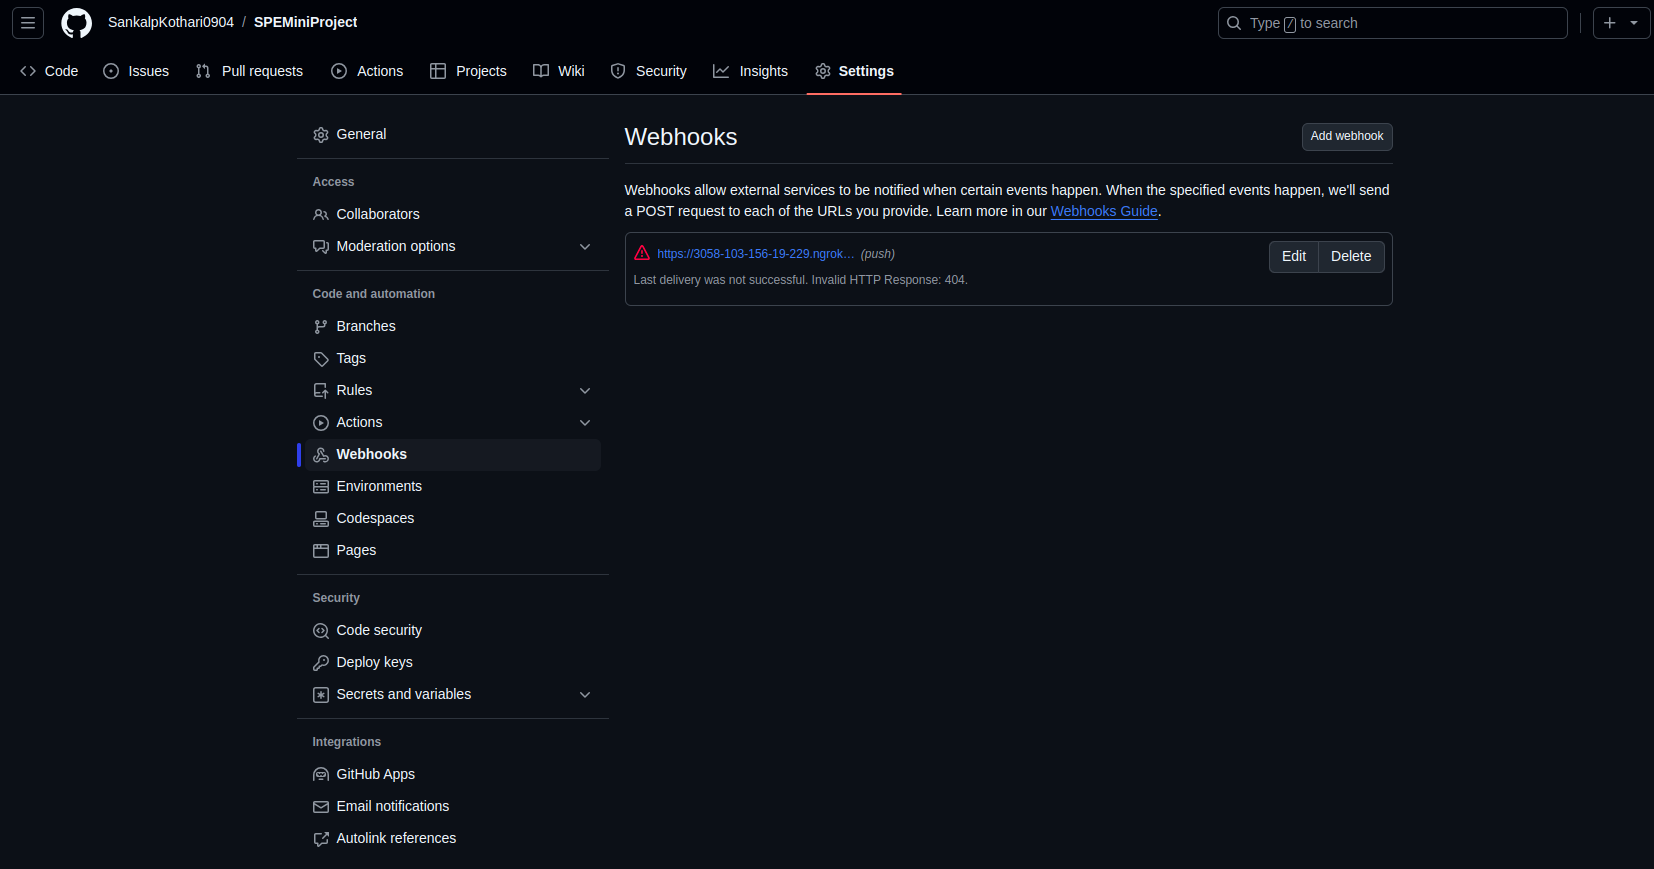 SankalpKothari0904 / SPEMiniProject
Type / to search
Code Issues Pull requests Actions Projects Wiki Security Insights Settings
General
Access
Collaborators
Moderation options
Code and automation
Branches
Tags
Rules
Actions
Webhooks
Environments
Codespaces
Pages
Security
Code security
Deploy keys
Secrets and variables
Integrations
GitHub Apps
Email notifications
Autolink references
Webhooks
Add webhook
Webhooks allow external services to be notified when certain events happen. When the specified events happen, we'll send
a POST request to each of the URLs you provide. Learn more in our Webhooks Guide.
https://3058-103-156-19-229.ngrok… (push)
Edit Delete
Last delivery was not successful. Invalid HTTP Response: 404.